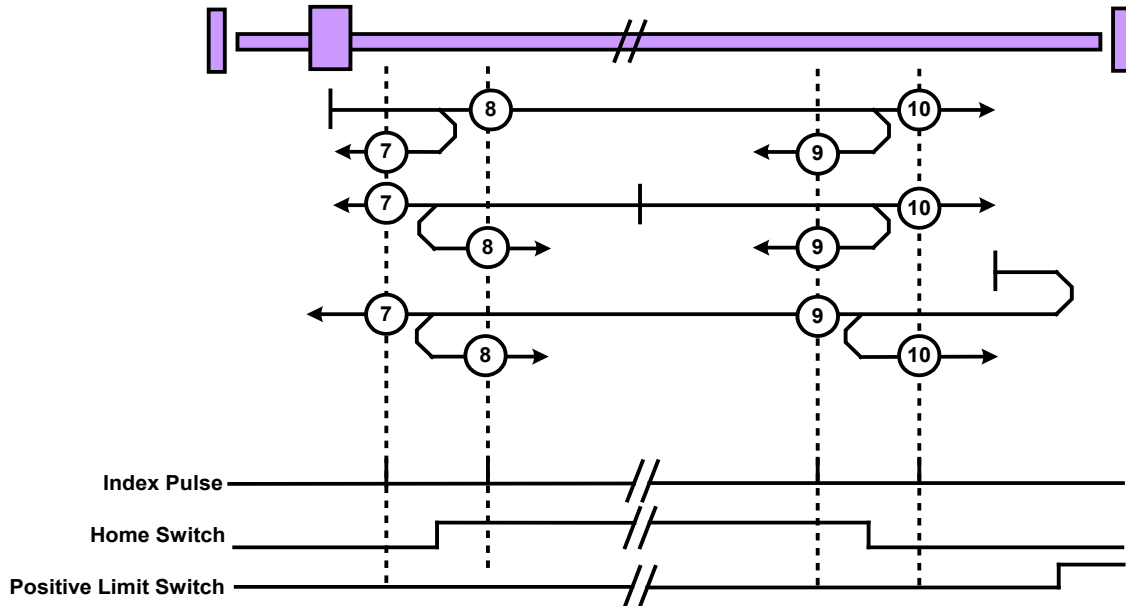 8 10
7 9
7 10
8 9
7 9
8 10
Index Pulse
Home Switch
Positive Limit Switch